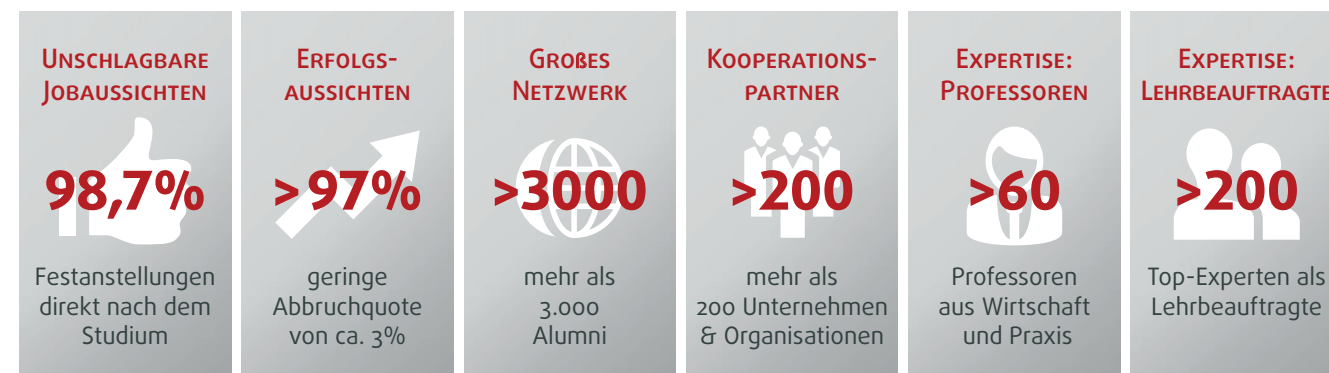 Unschlagbare
Jobaussichten
98,7%
Festanstellungen
direkt nach dem
Studium
Erfolgs-
aussichten
>97%
geringe
Abbruchquote
von ca. 3%
Großes
Netzwerk
>3000
mehr als
3.000
Alumni
Kooperations-
partner
>200
mehr als
200 Unternehmen
& Organisationen
Expertise:
Professoren
>60
Professoren
aus Wirtschaft
und Praxis
Expertise:
Lehrbeauftragte
>200
Top-Experten als
Lehrbeauftragte